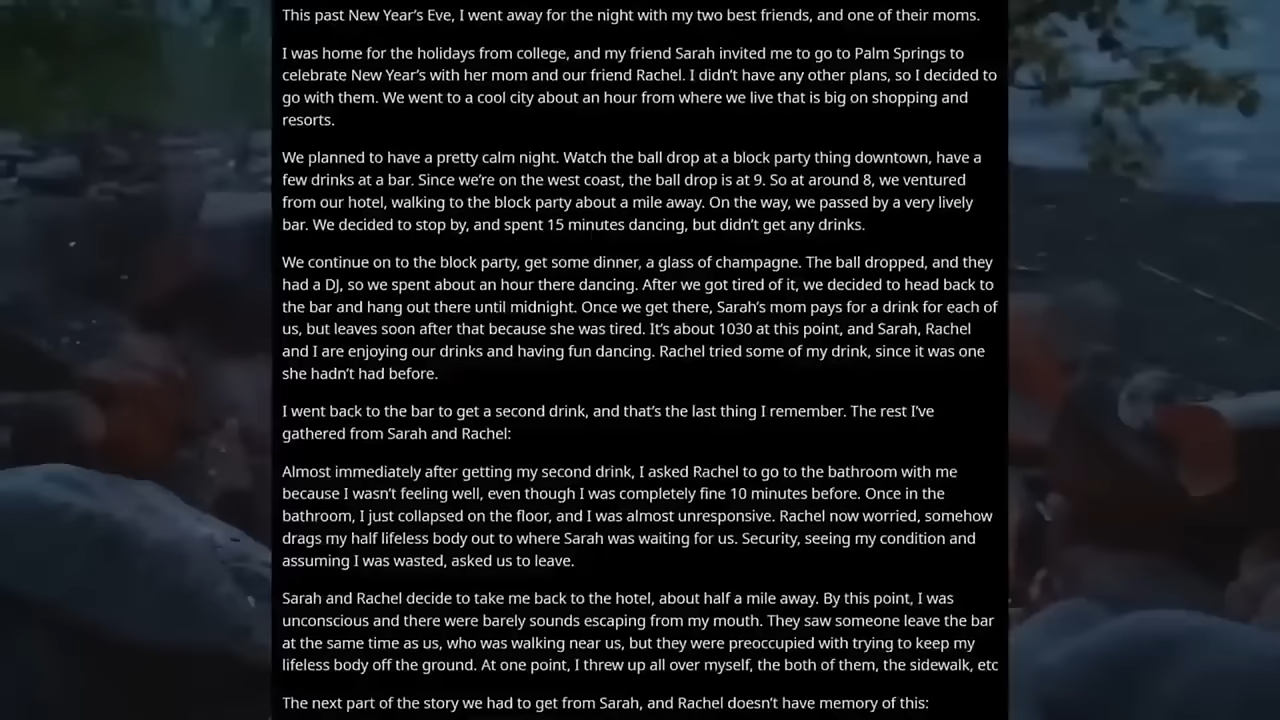 This past New Year’s Eve, I went away for the night with my two best friends, and one of their moms.
I was home for the holidays from college, and my friend Sarah invited me to go to Palm Springs to
celebrate New Year’s with her mom and our friend Rachel. I didn’t have any other plans, so I decided to
go with them. We went to a cool city about an hour from where we live that is big on shopping and
resorts.
We planned to have a pretty calm night. Watch the ball drop at a block party thing downtown, have a
few drinks at a bar. Since we’re on the west coast, the ball drop is at 9. So at around 8, we ventured
from our hotel, walking to the block party about a mile away. On the way, we passed by a very lively
bar. We decided to stop by, and spent 15 minutes dancing, but didn’t get any drinks.
We continue on to the block party, get some dinner, a glass of champagne. The ball dropped, and they
had a DJ, so we spent about an hour there dancing. After we got tired of it, we decided to head back to
the bar and hang out there until midnight. Once we get there, Sarah’s mom pays for a drink for each of
us, but leaves soon after that because she was tired. It’s about 1030 at this point, and Sarah, Rachel
and I are enjoying our drinks and having fun dancing. Rachel tried some of my drink, since it was one
she hadn’t had before.
I went back to the bar to get a second drink, and that’s the last thing I remember. The rest I’ve
gathered from Sarah and Rachel:
Almost immediately after getting my second drink, I asked Rachel to go to the bathroom with me
because I wasn’t feeling well, even though I was completely fine 10 minutes before. Once in the
bathroom, I just collapsed on the floor, and I was almost unresponsive. Rachel now worried, somehow
drags my half lifeless body out to where Sarah was waiting for us. Security, seeing my condition and
assuming I was wasted, asked us to leave.
Sarah and Rachel decide to take me back to the hotel, about half a mile away. By this point, I was
unconscious and there were barely sounds escaping from my mouth. They saw someone leave the bar
at the same time as us, who was walking near us, but they were preoccupied with trying to keep my
lifeless body off the ground. At one point, I threw up all over myself, the both of them, the sidewalk, etc
The next part of the story we had to get from Sarah, and Rachel doesn’t have memory of this: